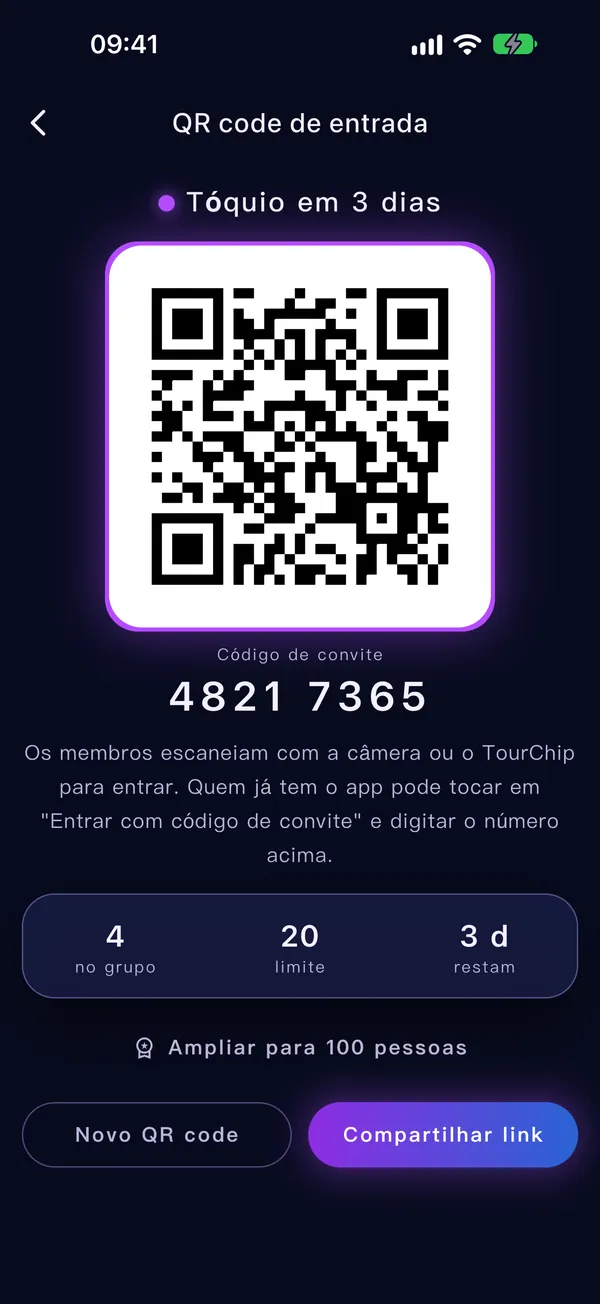 09:41
QR code de entrada
Tóquio em 3 dias
Código de convite
4821 7365
Os membros escaneiam com a câmera ou o TourChip
para entrar. Quem já tem o app pode tocar em
"Entrar com código de convite" e digitar o número
acima.
4 20 3 d
no grupo limite restam
Ampliar para 100 pessoas
Novo QR code Compartilhar link